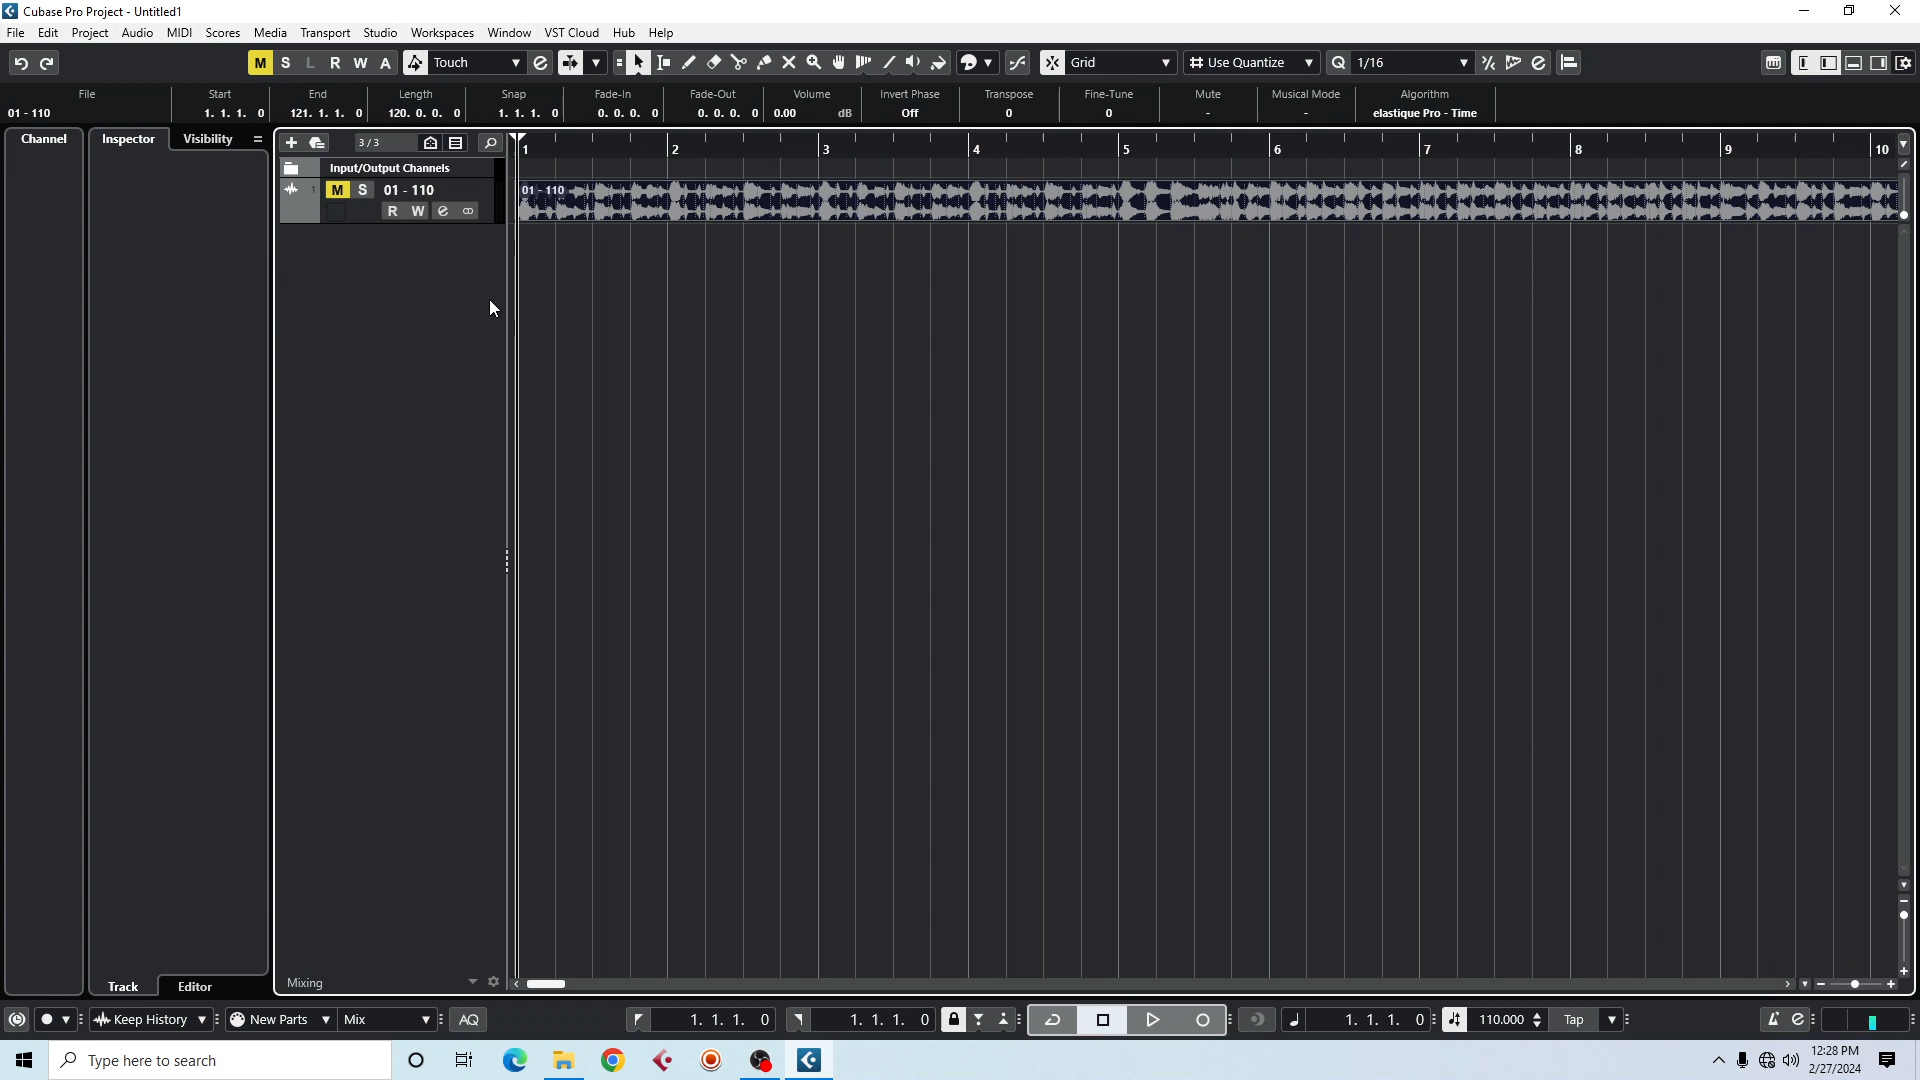 Cubase Pro Project - Untitled1
File Edit Project Audio MIDI Scores Media Transport Studio Workspaces Window VST Cloud Hub Help
M S L R W A Touch Grid Use Quantize Q 1/16
File Start End Length Snap Fade-In Fade-Out Volume Invert Phase Transpose Fine-Tune Mute Musical Mode Algorithm
01 - 110 1. 1. 1. 0 121. 1. 1. 0 120. 0. 0. 0 1. 1. 1. 0 0. 0. 0. 0 0. 0. 0. 0 0.00 dB Off 0 0 - - elastique Pro - Time
Channel Inspector Visibility 3 / 3
1 2 3 4 5 6 7 8 9 10
Input/Output Channels
1 M S 01 - 110 01 - 110
R W e
Mixing
Track Editor
Keep History New Parts Mix AQ 1. 1. 1. 0 1. 1. 1. 0 1. 1. 1. 0 110.000 Tap
Type here to search
12:28 PM
2/27/2024